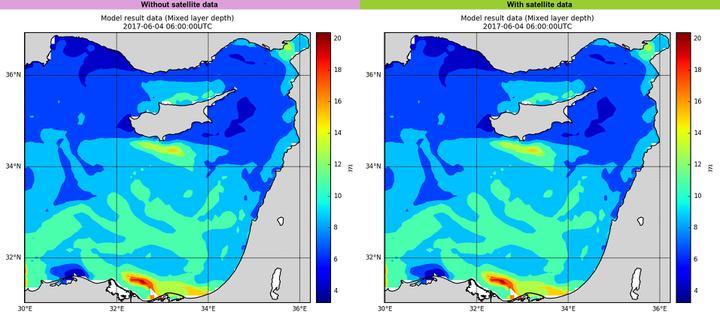 Without satellite data
With satellite data
Model result data (Mixed layer depth)
2017-06-04 06:00:00UTC
36°N
34°N
32°N
30°E
32°E
34°E
36°E
20
18
16
14
12
10
8
6
4
m
Model result data (Mixed layer depth)
2017-06-04 06:00:00UTC
36°N
34°N
32°N
30°E
32°E
34°E
36°E
20
18
16
14
12
10
8
6
4
m